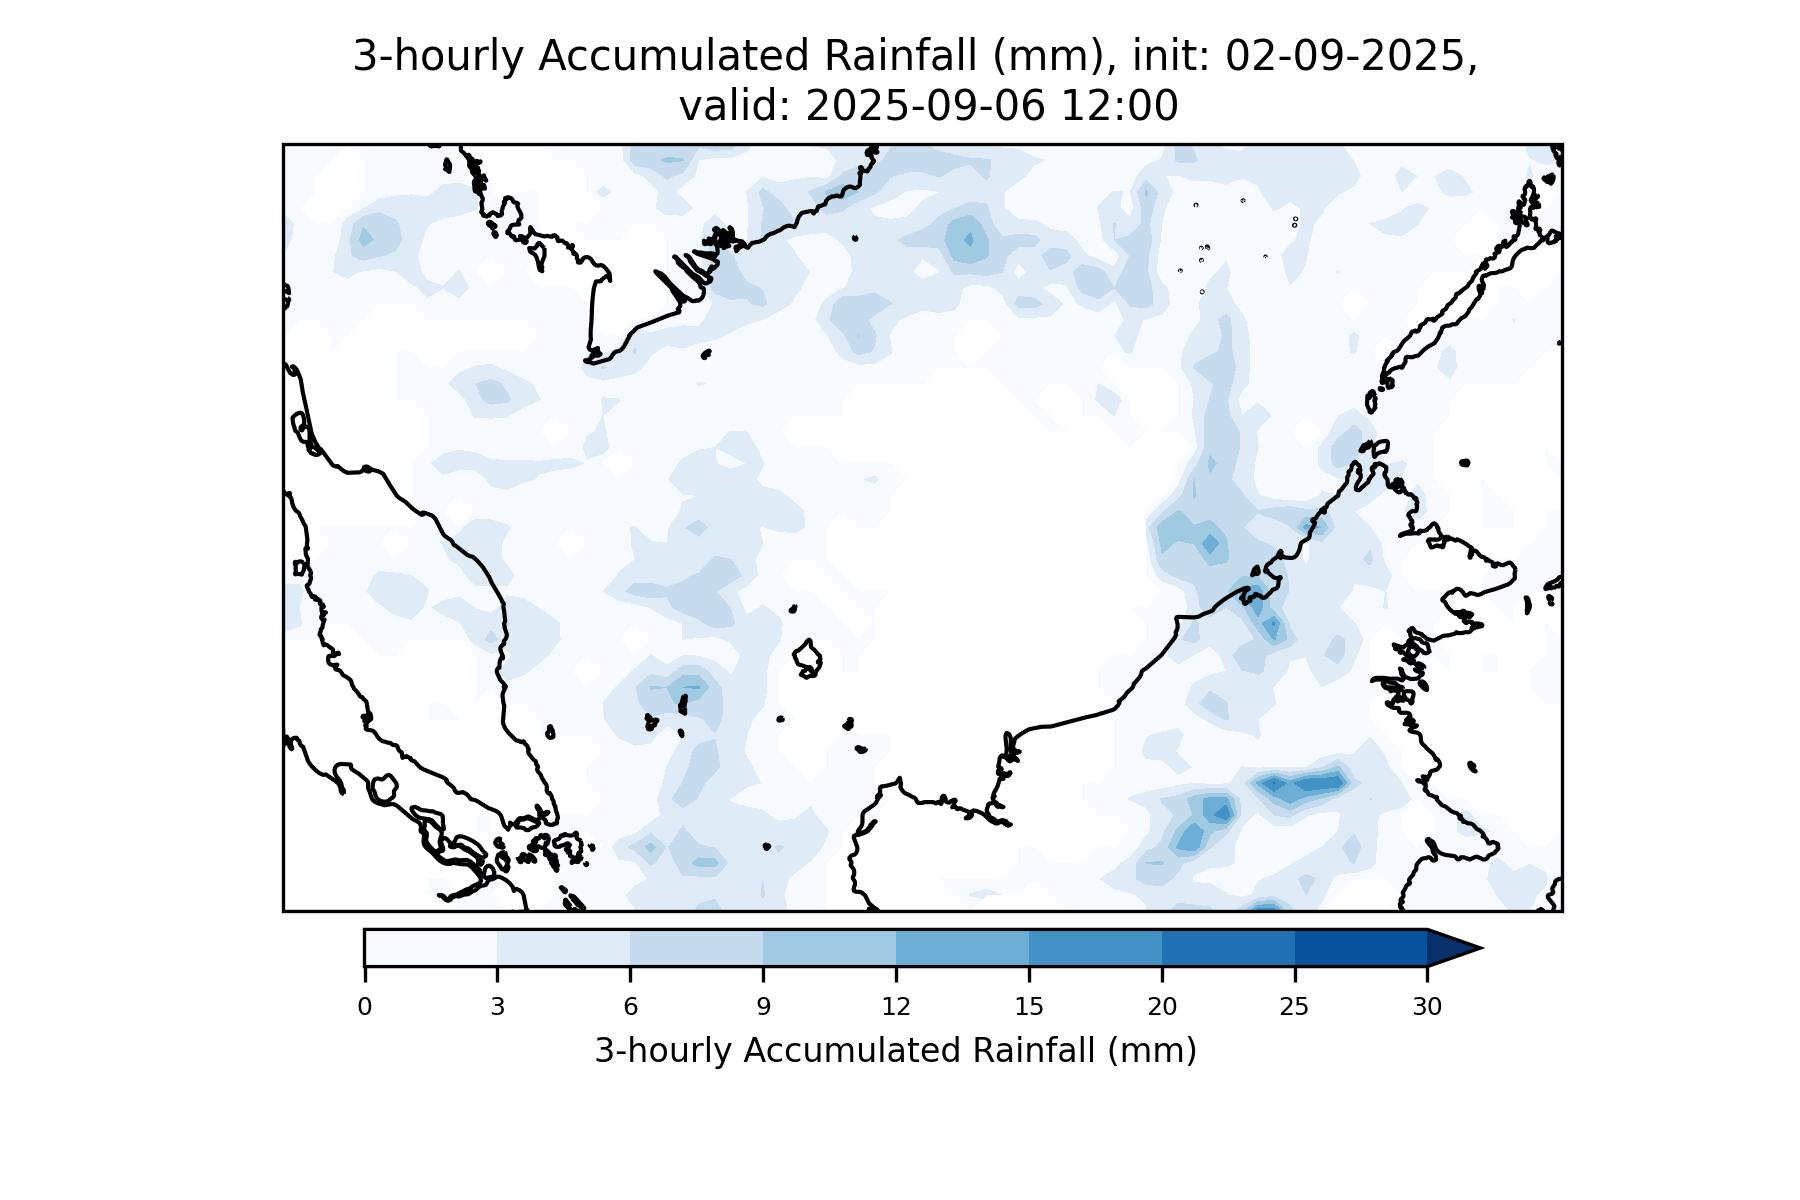 3-hourly Accumulated Rainfall (mm), init: 02-09-2025,
valid: 2025-09-06 12:00
0 3 6 9 12 15 20 25 30
3-hourly Accumulated Rainfall (mm)